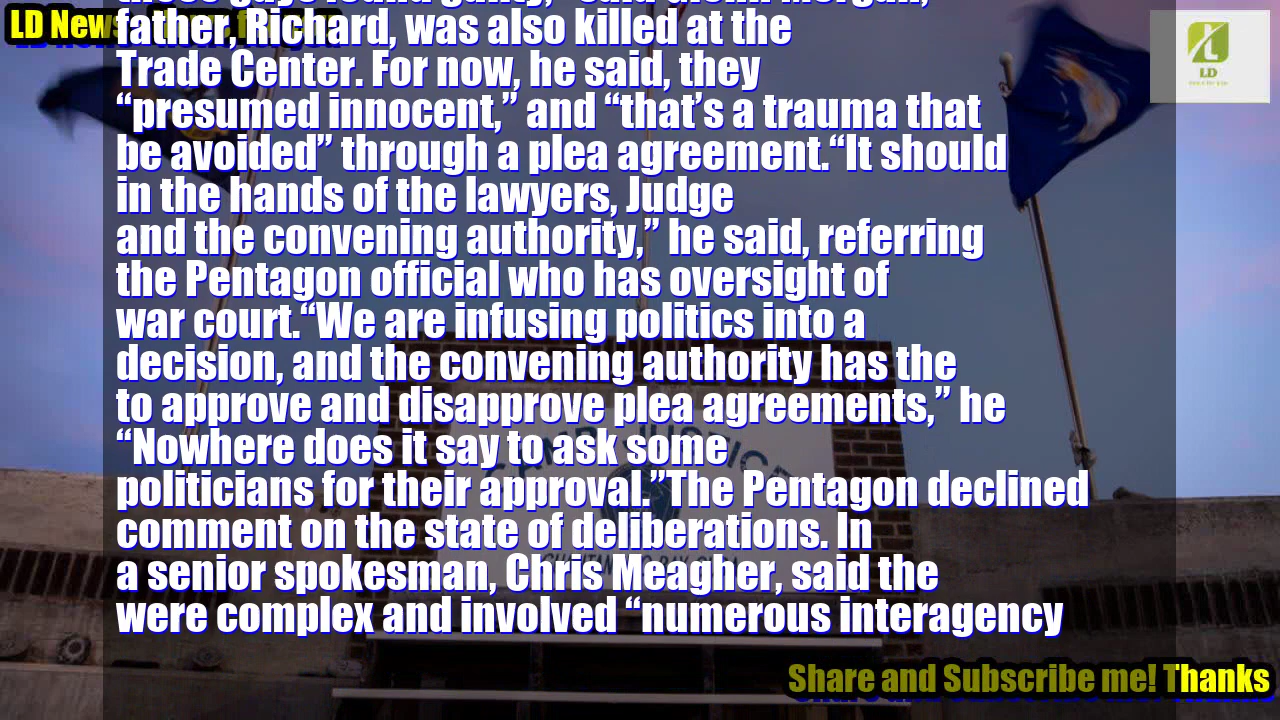 LD News
father, Richard, was also killed at the
Trade Center. For now, he said, they
“presumed innocent,” and “that’s a trauma that
be avoided” through a plea agreement.“It should
in the hands of the lawyers, Judge
and the convening authority,” he said, referring
the Pentagon official who has oversight of
war court.“We are infusing politics into a
decision, and the convening authority has the
to approve and disapprove plea agreements,” he
“Nowhere does it say to ask some
politicians for their approval.”The Pentagon declined
comment on the state of deliberations. In
a senior spokesman, Chris Meagher, said the
were complex and involved “numerous interagency
LD
CAMP JUSTICE
Share and Subscribe me! Thanks